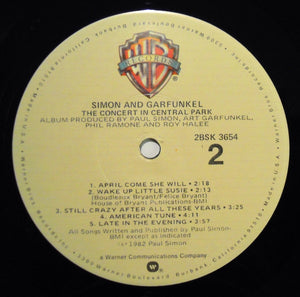 WB
RECORDS
SIMON AND GARFUNKEL
THE CONCERT IN CENTRAL PARK
ALBUM PRODUCED BY PAUL SIMON, ART GARFUNKEL,
PHIL RAMONE AND ROY HALEE
2BSK 3654
2
1. APRIL COME SHE WILL • 2:18
2. WAKE UP LITTLE SUSIE • 2:13
(Boudleaux Bryant/Felice Bryant)
House of Bryant Publications-BMI
3. STILL CRAZY AFTER ALL THESE YEARS • 3:25
4. AMERICAN TUNE •
5. LATE IN THE EVENING • 3:57
All Songs Written and Published by Paul Simon-
BMI except as indicated
1982 Paul Simon
a Warner Communications Company